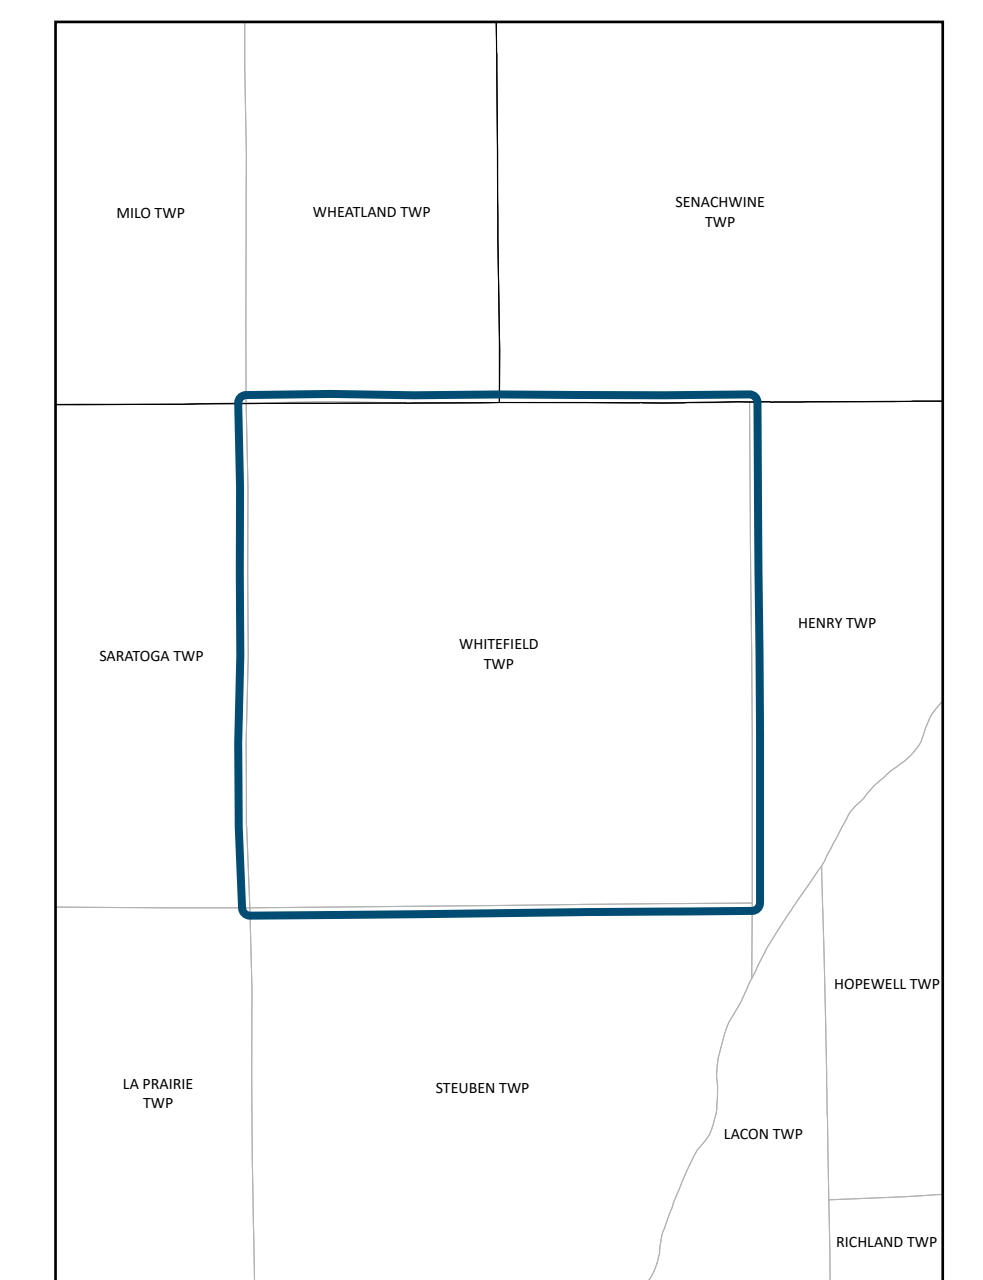 MILO TWP
WHEATLAND TWP
SENACHWINE
TWP
SARATOGA TWP
WHITEFIELD
TWP
HENRY TWP
HOPEWELL TWP
LA PRAIRIE
TWP
STEUBEN TWP
LACON TWP
RICHLAND TWP